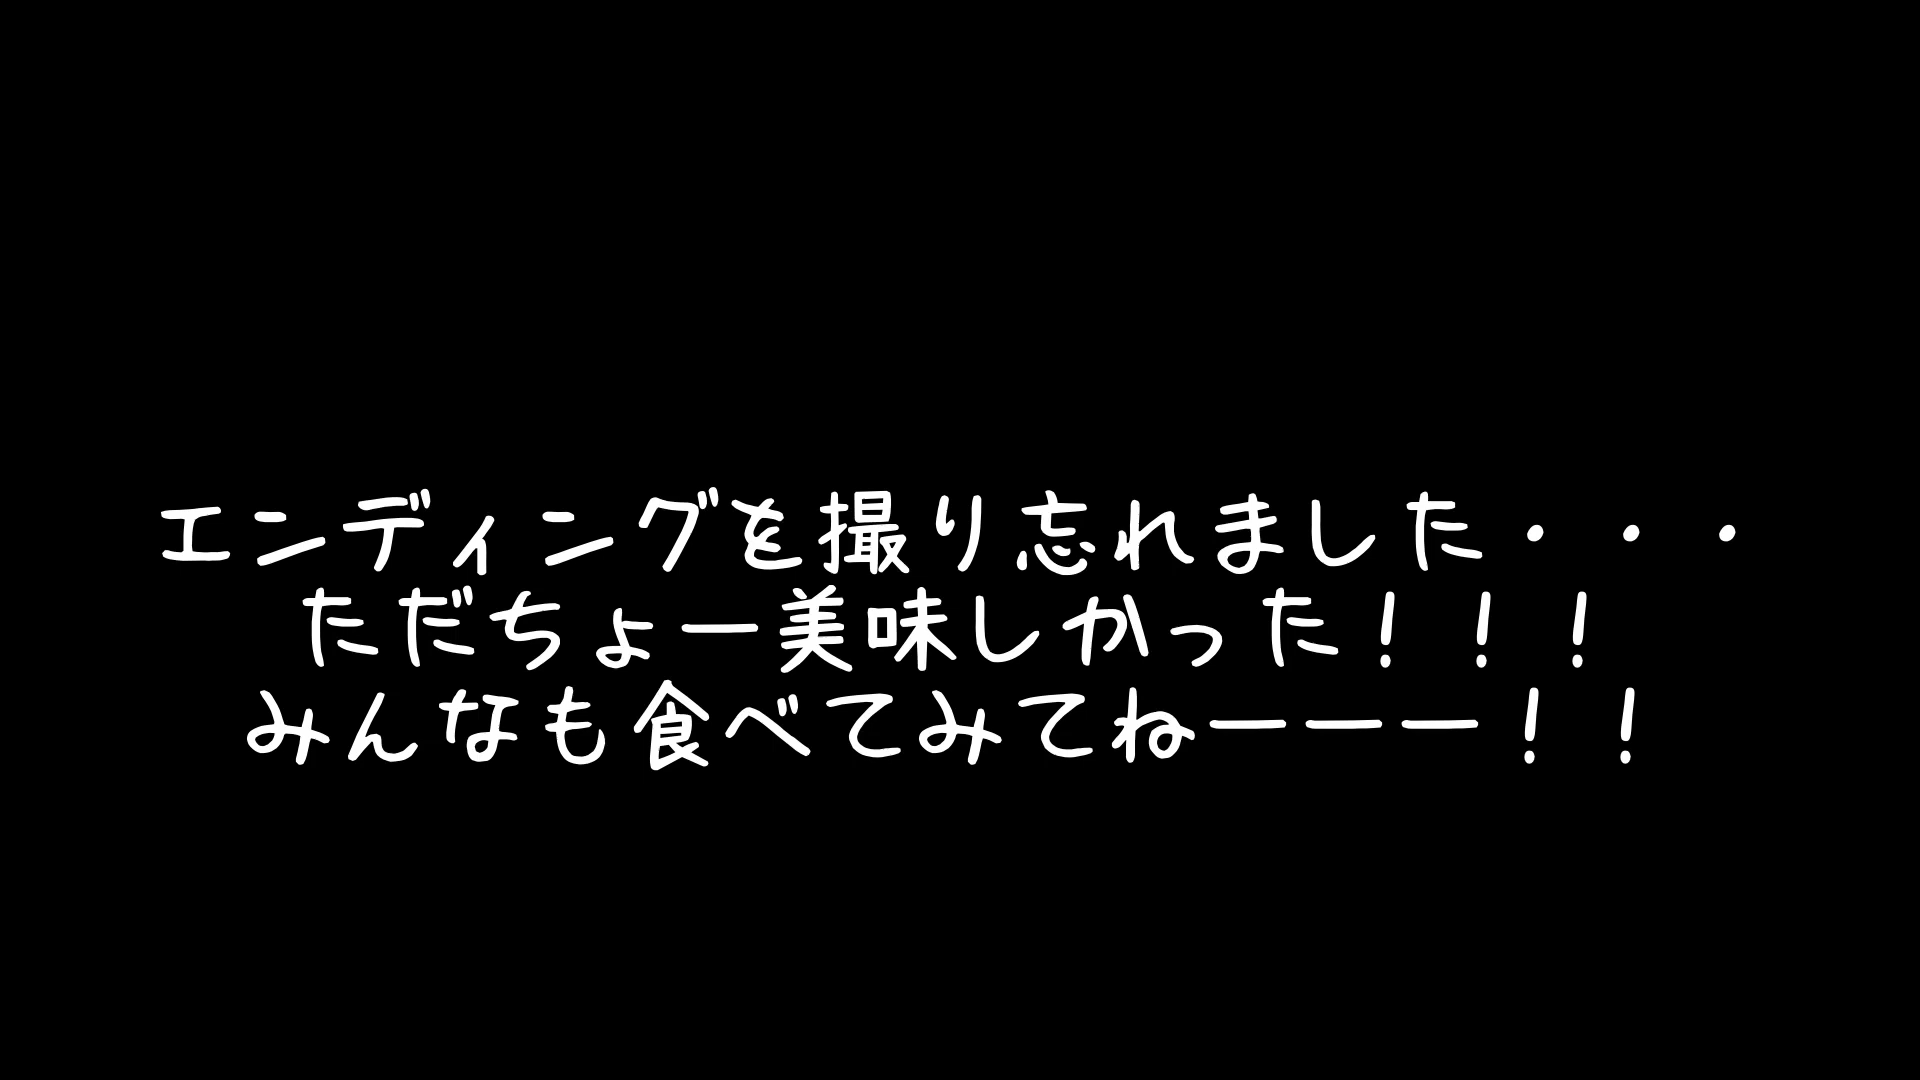 エンディングを撮り忘れました・・・
ただちょー美味しかった！！！
みんなも食べてみてねーーー！！